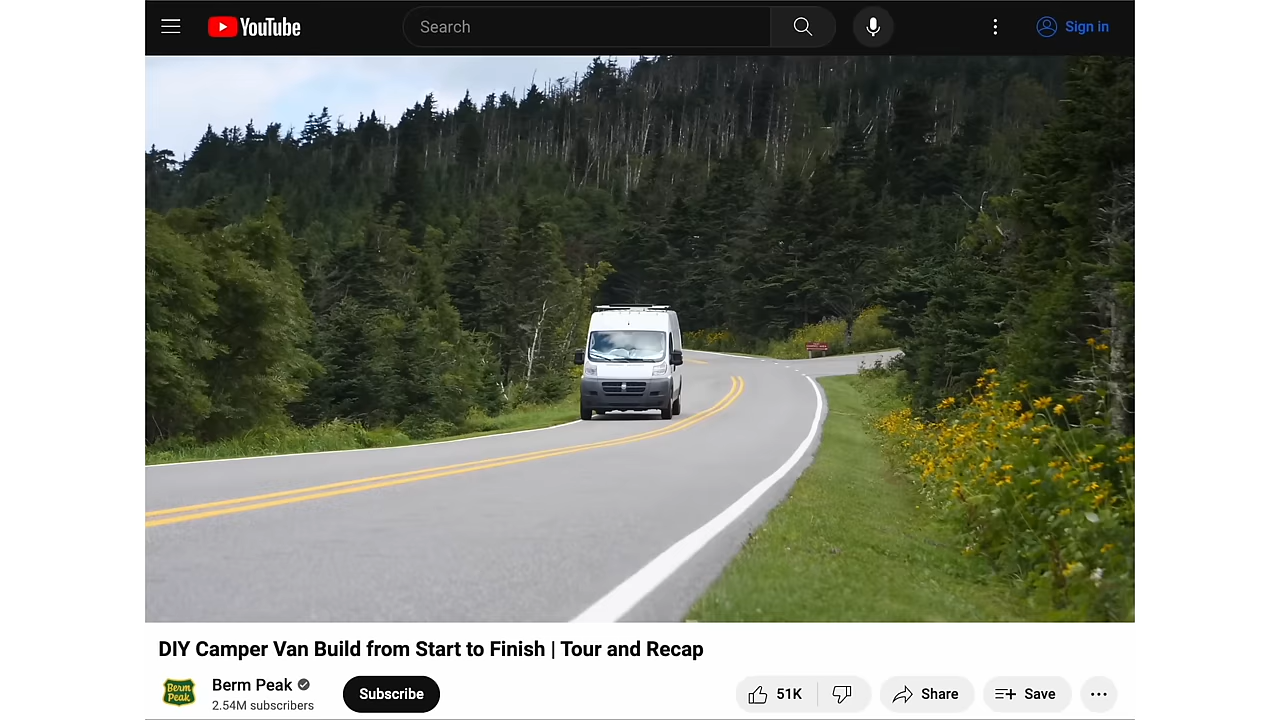 YouTube
Search
Sign in
DIY Camper Van Build from Start to Finish | Tour and Recap
Berm Peak
Berm Peak
2.54M subscribers
Subscribe
51K
Share
Save